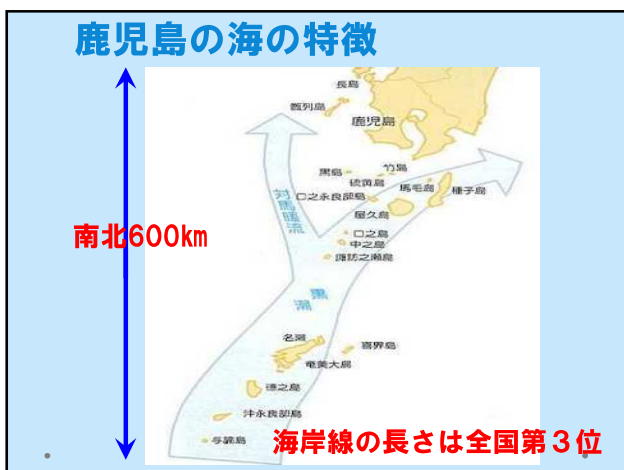 鹿児島の海の特徴
長島
甑列島
鹿児島
黒島
竹島
硫黄島
馬毛島
種子島
口之永良部島
屋久島
対馬暖流
南北600km
口之島
中之島
諏訪之瀬島
黒潮
名瀬
喜界島
奄美大島
徳之島
沖永良部島
与論島
海岸線の長さは全国第３位